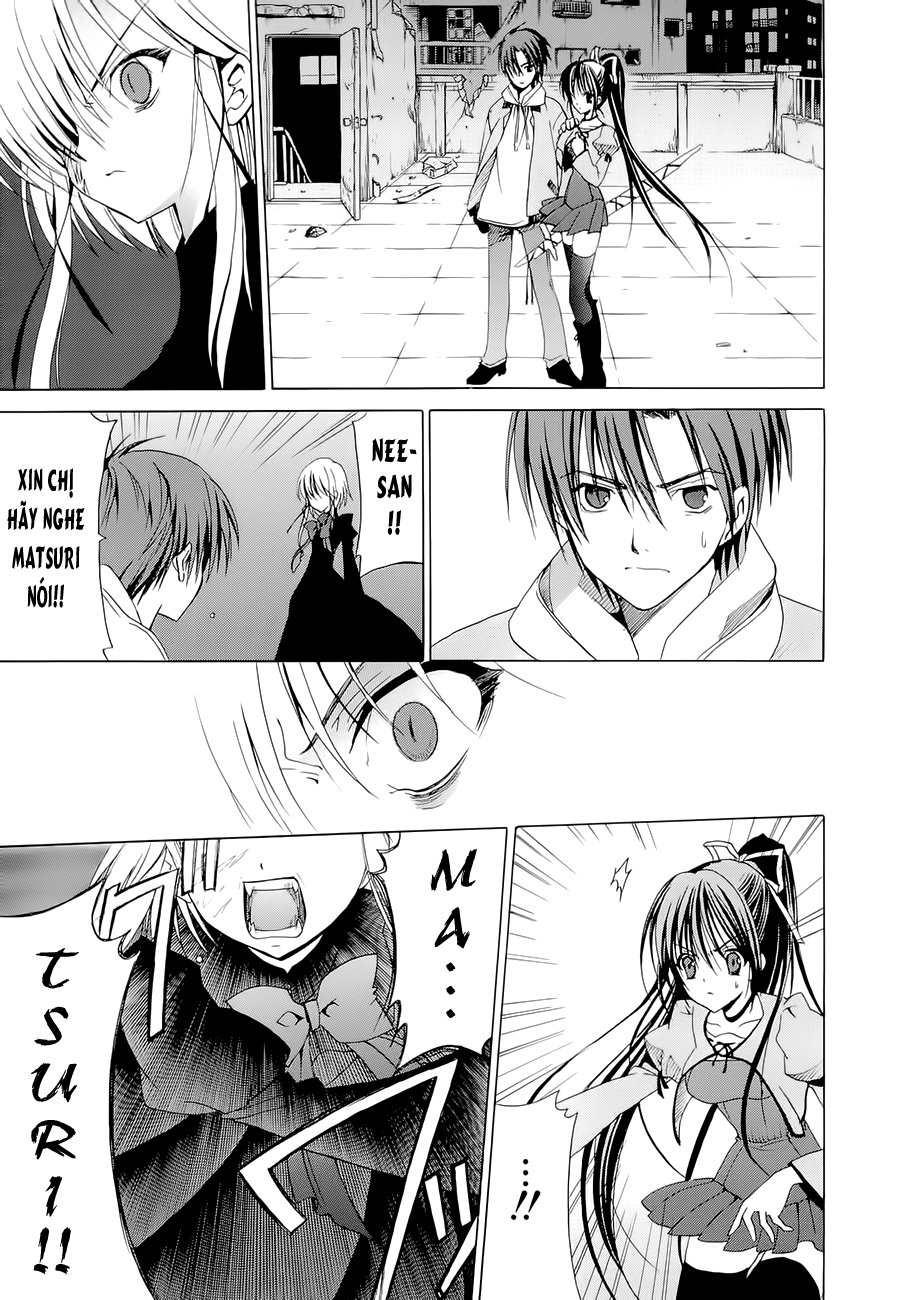 NEE-
SAN
!!
XIN CHỊ
HÃY NGHE
MATSURI
NÓI!!
...!!
MA...
TSURI!!